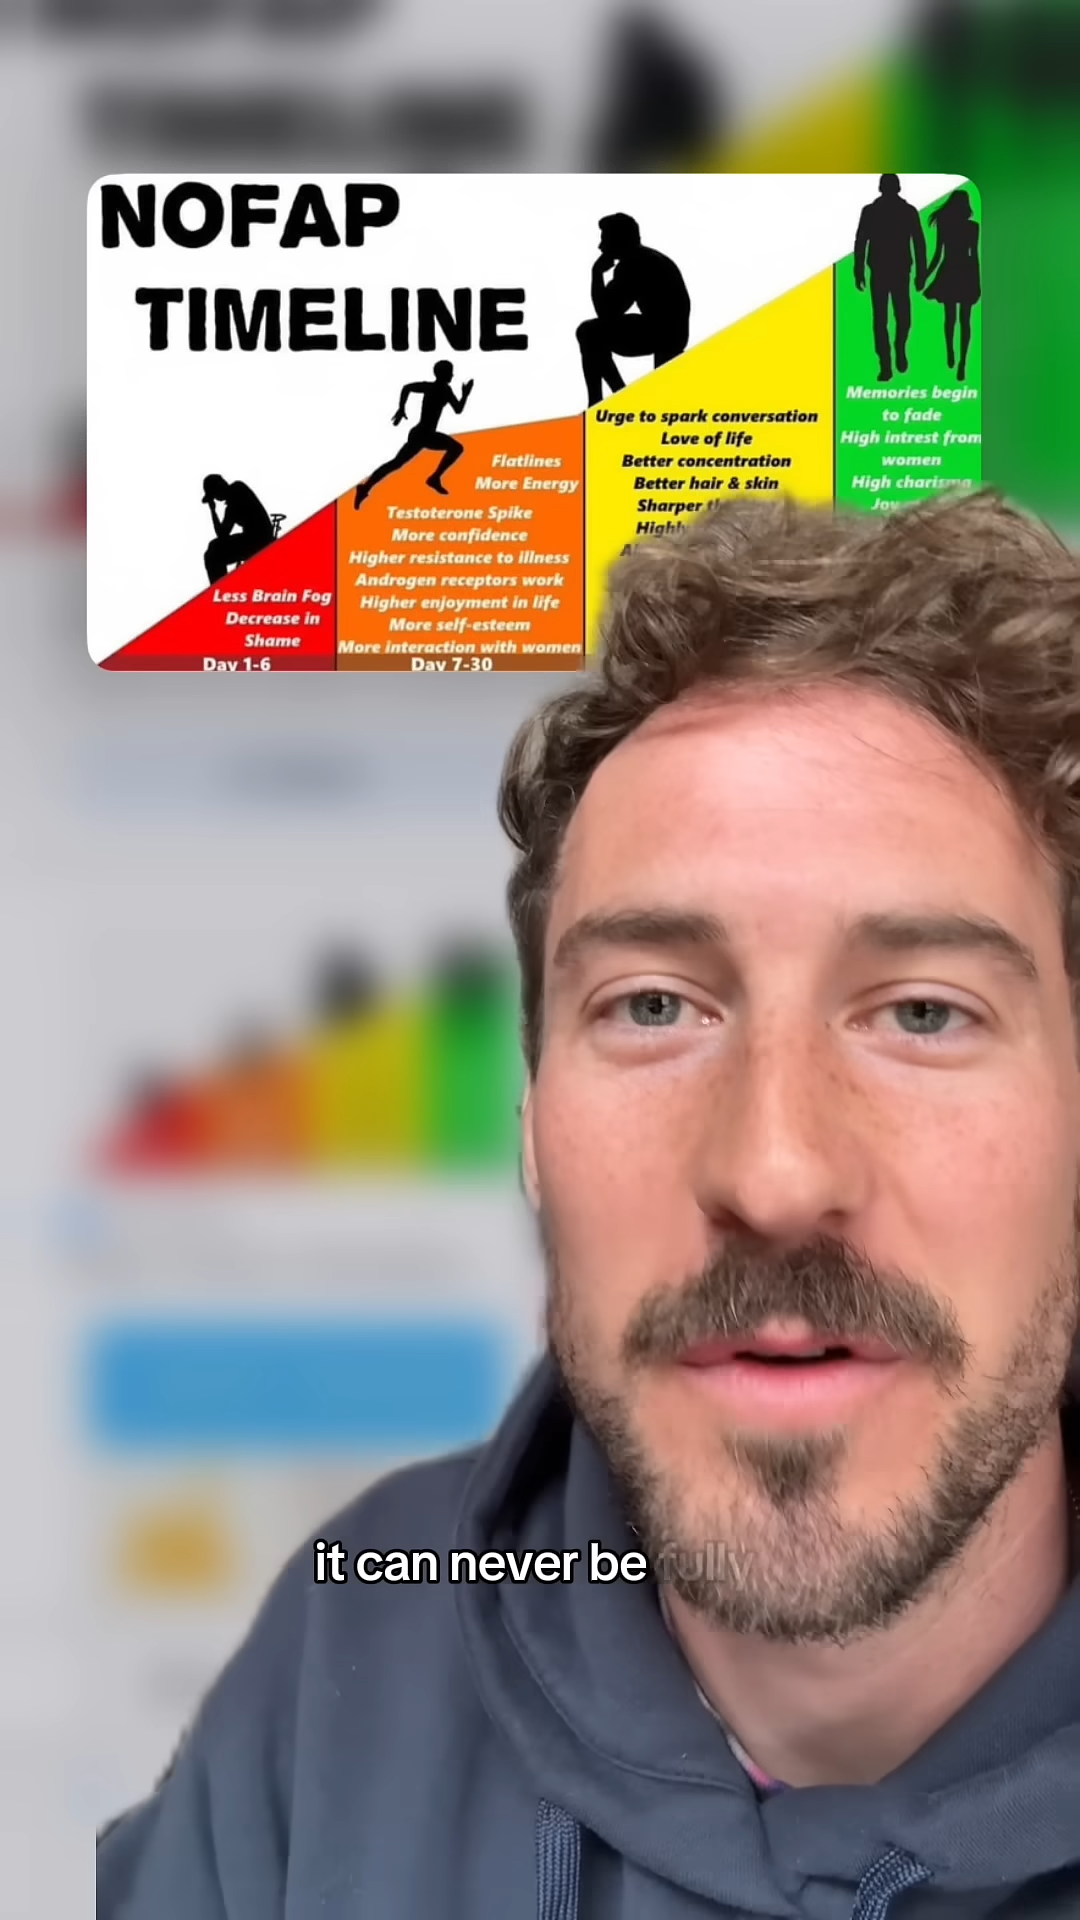 NOFAP
TIMELINE
Less Brain Fog
Decrease in
Shame
Day 1-6
Flatlines
More Energy
Testoterone Spike
More confidence
Higher resistance to illness
Androgen receptors work
Higher enjoyment in life
More self-esteem
More interaction with women
Day 7-30
Urge to spark conversation
Love of life
Better concentration
Better hair & skin
Sharper
Memories begin
to fade
High intrest from
women
High charisma
it can never be fully